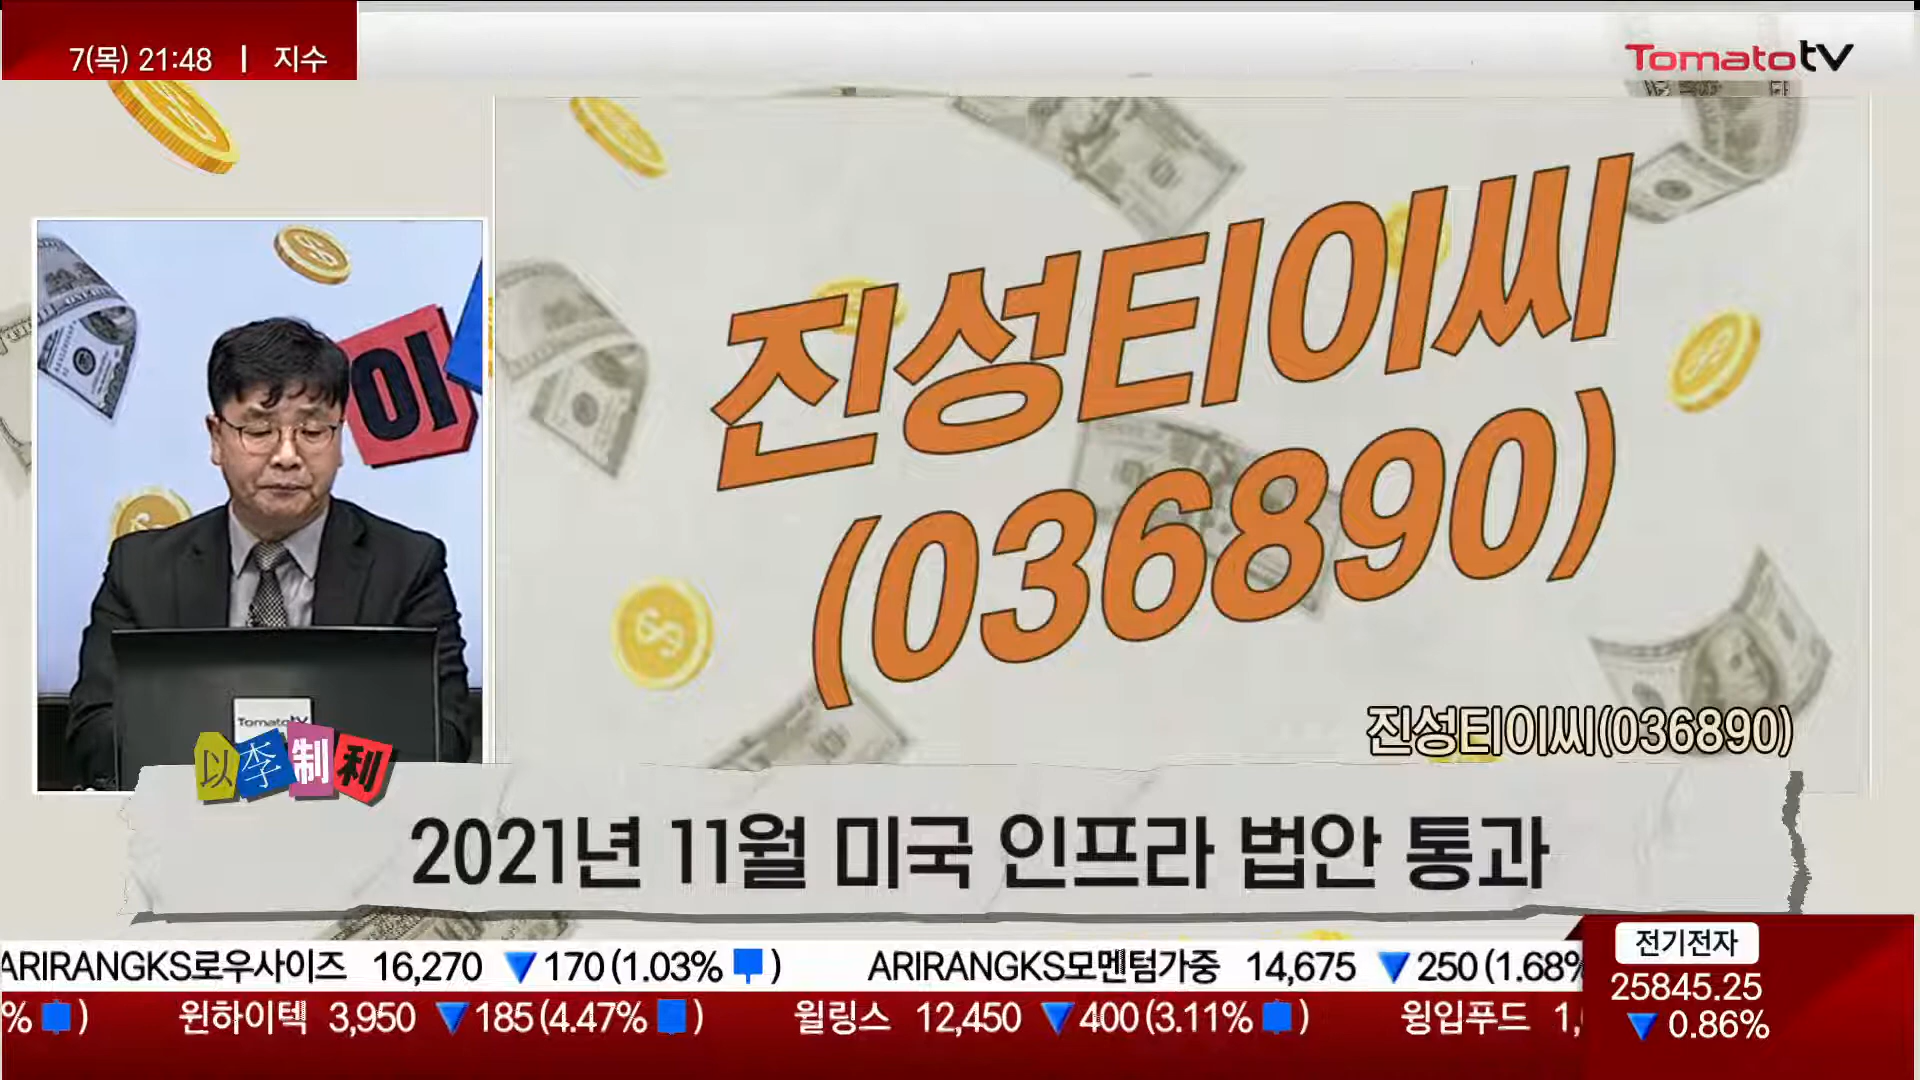 7(목) 21:48 | 지수
Tomatotv
이
진성티이씨
(036890)
진성티이씨(036890)
Tomatotv
以李制利
2021년 11월 미국 인프라 법안 통과
ARIRANGKS로우사이즈 16,270 ▼170(1.03%) ARIRANGKS모멘텀가중 14,675 ▼250(1.68%
%) 윈하이텍 3,950 ▼185(4.47%) 윌링스 12,450 ▼400(3.11%) 윙입푸드 1,
전기전자
25845.25
▼0.86%